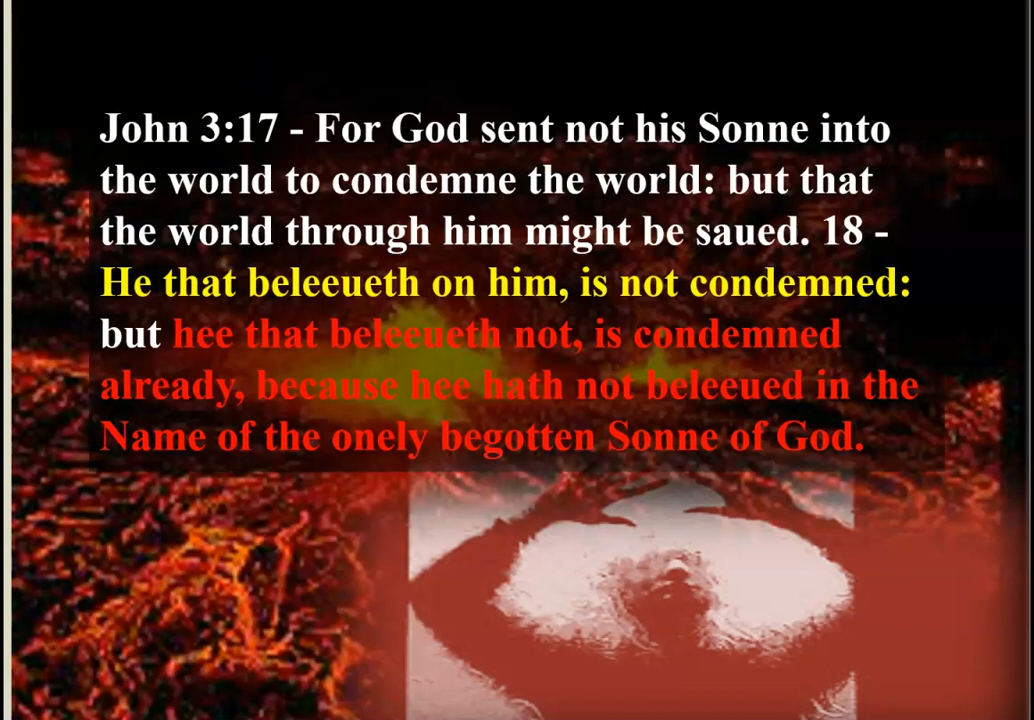 John 3:17 - For God sent not his Sonne into
the world to condemne the world: but that
the world through him might be saued. 18 -
He that beleeueth on him, is not condemned:
but hee that beleeueth not, is condemned
already, because hee hath not beleeued in the
Name of the onely begotten Sonne of God.